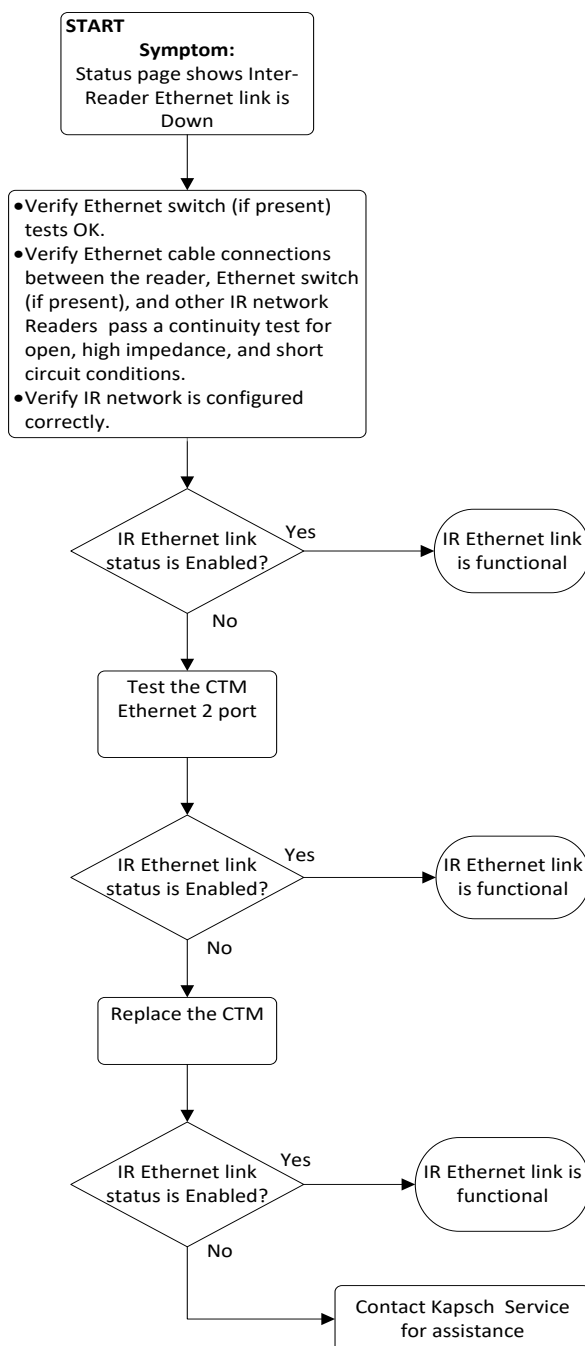 START
Symptom:
Status page shows Inter-
Reader Ethernet link is
Down
•Verify Ethernet switch (if present)
tests OK.
•Verify Ethernet cable connections
between the reader, Ethernet switch
(if present), and other IR network
Readers pass a continuity test for
open, high impedance, and short
circuit conditions.
•Verify IR network is configured
correctly.
IR Ethernet link
status is Enabled?
Yes
IR Ethernet link
is functional
No
Test the CTM
Ethernet 2 port
IR Ethernet link
status is Enabled?
Yes
IR Ethernet link
is functional
No
Replace the CTM
IR Ethernet link
status is Enabled?
Yes
IR Ethernet link is
functional
No
Contact Kapsch Service
for assistance